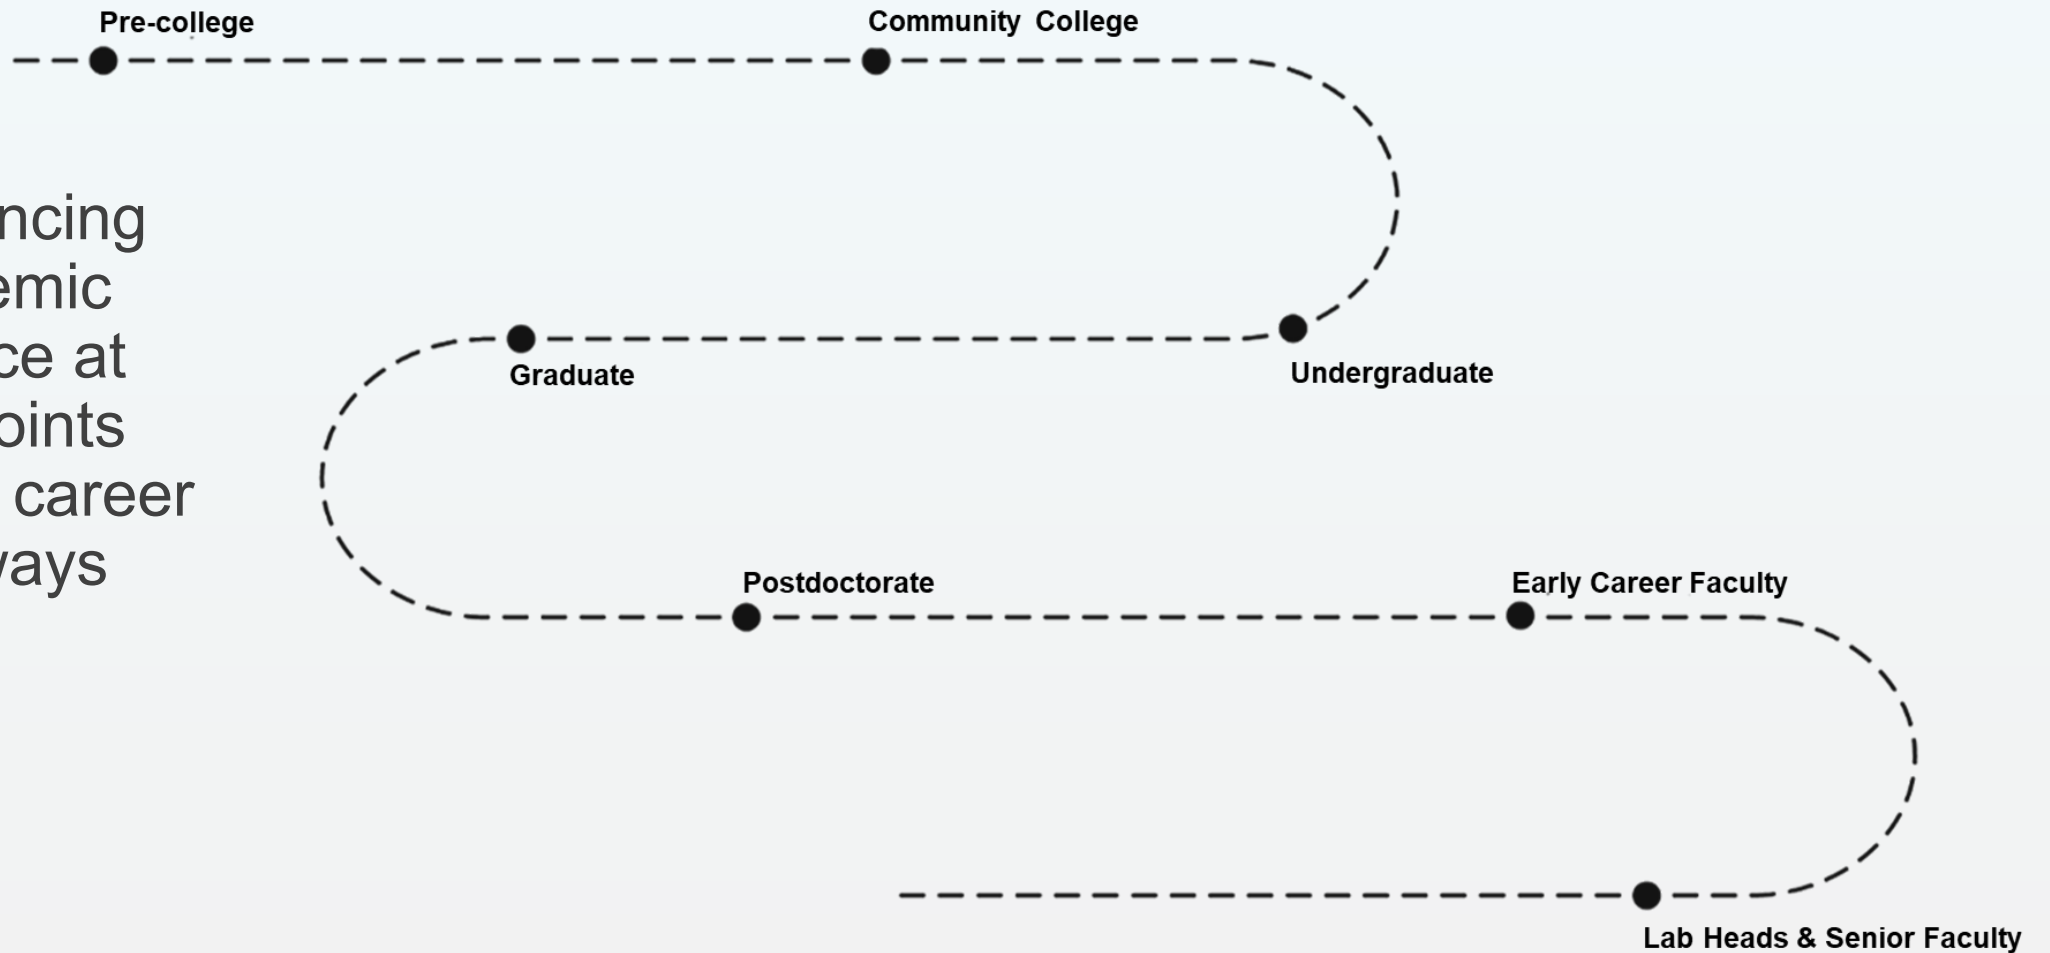 Pre-college
Community College
ncing
emic
ce at
oints
career
ways
Graduate
Undergraduate
Postdoctorate
Early Career Faculty
Lab Heads & Senior Faculty